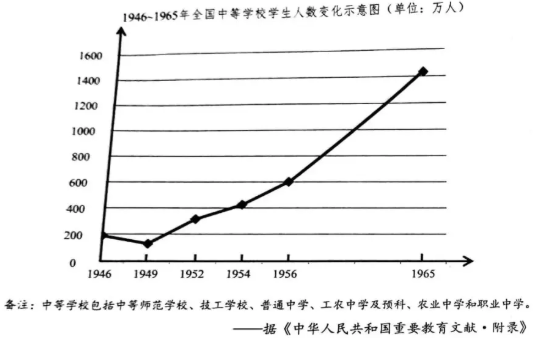 1946~1965年全国中等学校学生人数变化示意图（单位：万人）
1600
1400
1200
1000
800
600
400
200
0
1946 1949 1952 1954 1956 1965
备注：中等学校包括中等师范学校、技工学校、普通中学、工农中学及预科、农业中学和职业中学。
——据《中华人民共和国重要教育文献·附录》